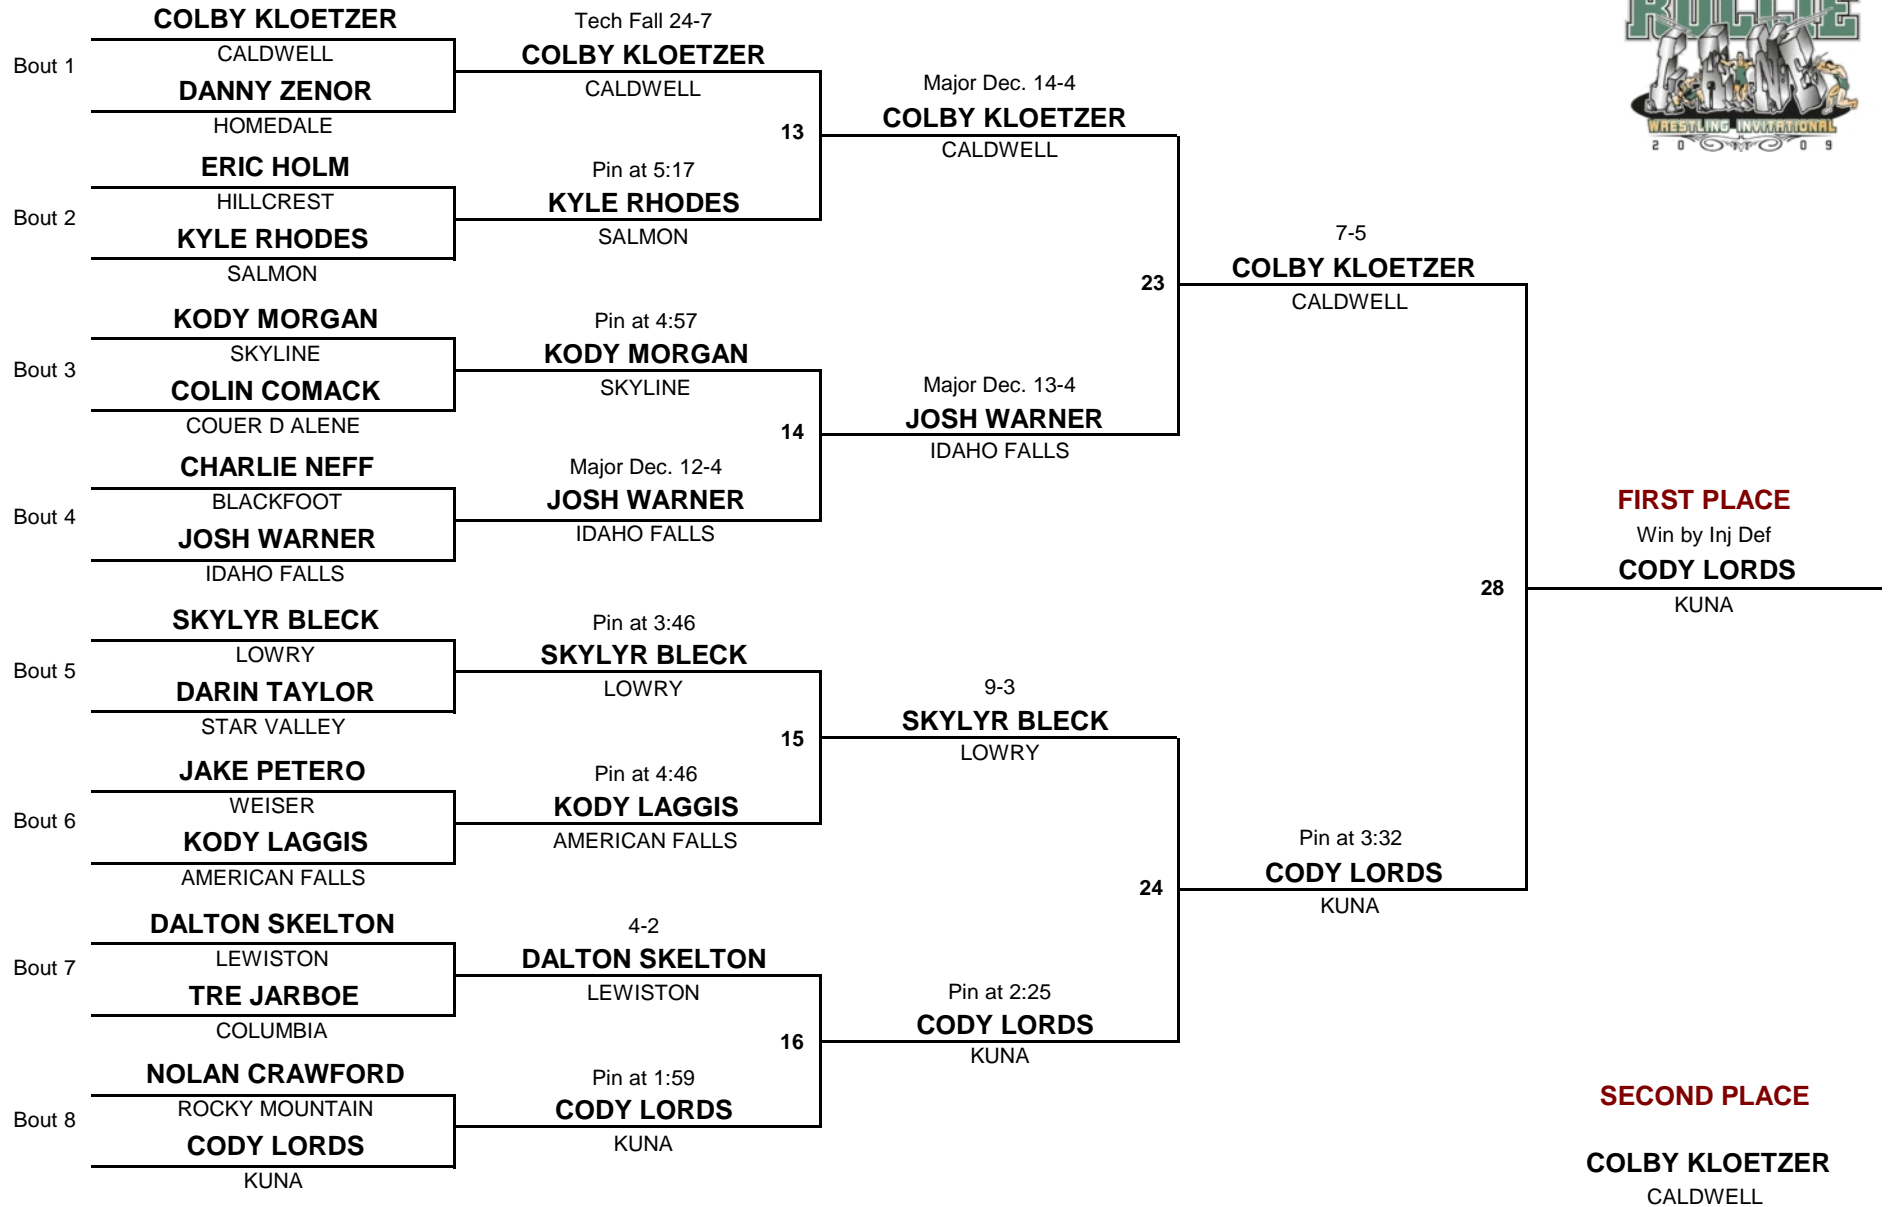 ROLLIE
LANE
WRESTLING INVITATIONAL
2009
COLBY KLOETZER
CALDWELL
Bout 1
DANNY ZENOR
HOMEDALE
ERIC HOLM
HILLCREST
Bout 2
KYLE RHODES
SALMON
KODY MORGAN
SKYLINE
Bout 3
COLIN COMACK
COUER D ALENE
CHARLIE NEFF
BLACKFOOT
Bout 4
JOSH WARNER
IDAHO FALLS
SKYLYR BLECK
LOWRY
Bout 5
DARIN TAYLOR
STAR VALLEY
JAKE PETERO
WEISER
Bout 6
KODY LAGGIS
AMERICAN FALLS
DALTON SKELTON
LEWISTON
Bout 7
TRE JARBOE
COLUMBIA
NOLAN CRAWFORD
ROCKY MOUNTAIN
Bout 8
CODY LORDS
KUNA
Tech Fall 24-7
COLBY KLOETZER
CALDWELL
13
Pin at 5:17
KYLE RHODES
SALMON
Pin at 4:57
KODY MORGAN
SKYLINE
14
Major Dec. 12-4
JOSH WARNER
IDAHO FALLS
Pin at 3:46
SKYLYR BLECK
LOWRY
15
Pin at 4:46
KODY LAGGIS
AMERICAN FALLS
4-2
DALTON SKELTON
LEWISTON
16
Pin at 1:59
CODY LORDS
KUNA
Major Dec. 14-4
COLBY KLOETZER
CALDWELL
23
Major Dec. 13-4
JOSH WARNER
IDAHO FALLS
9-3
SKYLYR BLECK
LOWRY
24
Pin at 2:25
CODY LORDS
KUNA
7-5
COLBY KLOETZER
CALDWELL
28
Pin at 3:32
CODY LORDS
KUNA
FIRST PLACE
Win by Inj Def
CODY LORDS
KUNA
SECOND PLACE
COLBY KLOETZER
CALDWELL